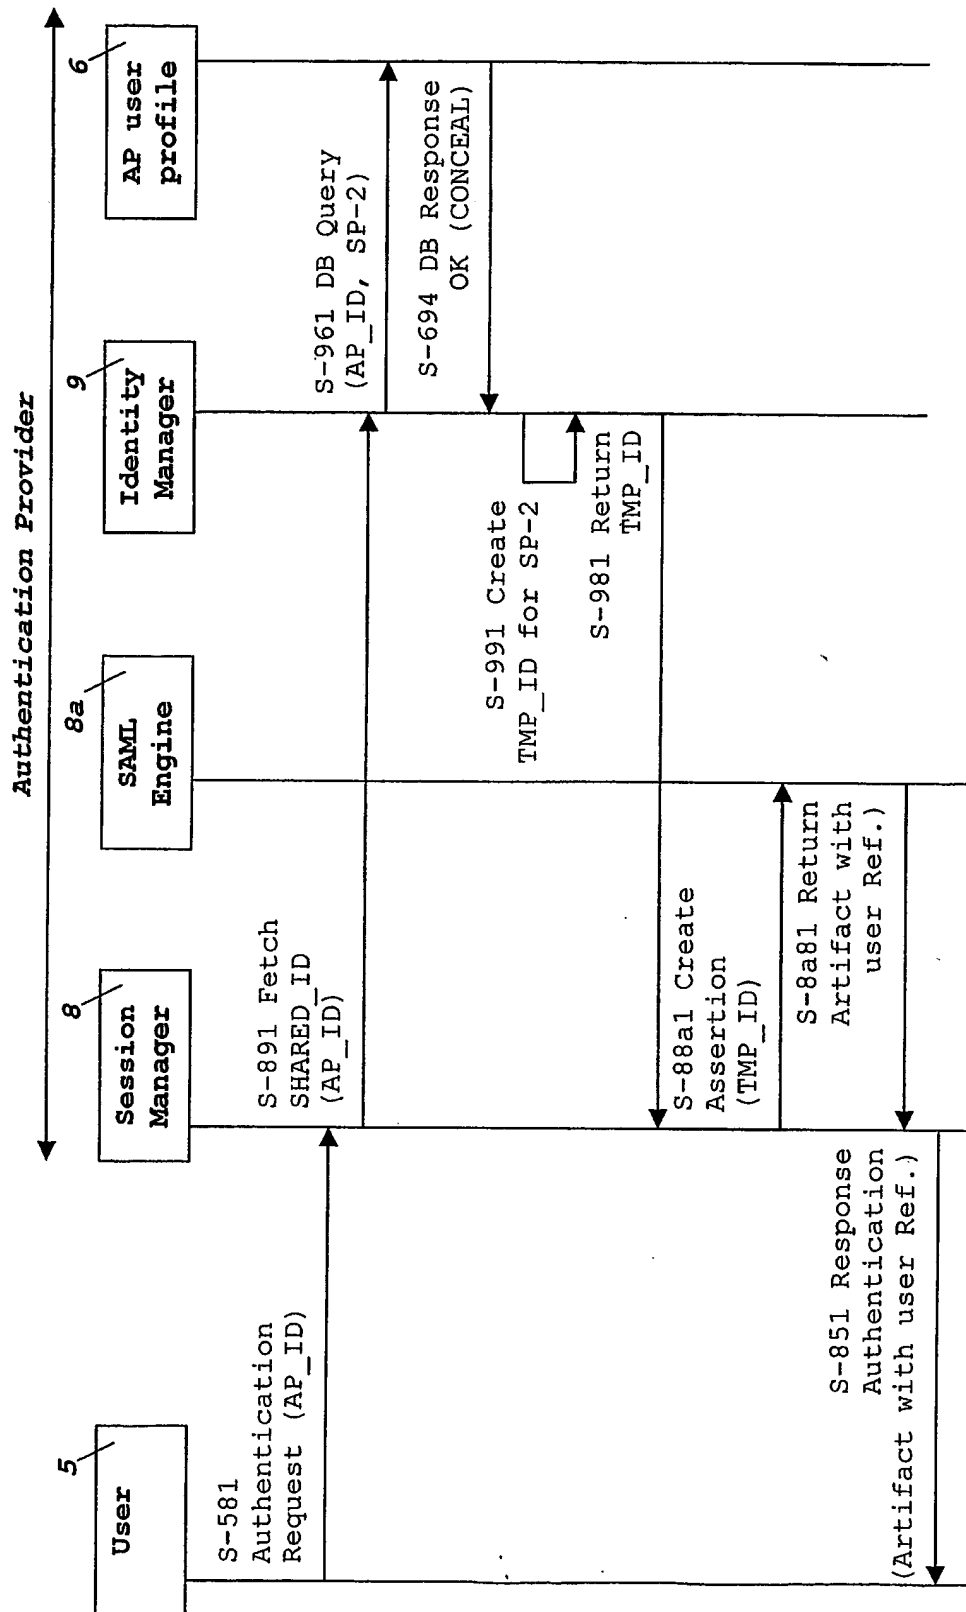 Authentication Provider
5
User
8
Session
Manager
8a
SAML
Engine
9
Identity
Manager
6
AP user
profile
S-581
Authentication
Request (AP_ID)
S-891 Fetch
SHARED_ID
(AP_ID)
S-961 DB Query
(AP_ID, SP-2)
S-694 DB Response
OK (CONCEAL)
S-991 Create
TMP_ID for SP-2
S-981 Return
TMP_ID
S-88a1 Create
Assertion
(TMP_ID)
S-8a81 Return
Artifact with
user Ref.)
S-851 Response
Authentication
(Artifact with user Ref.)